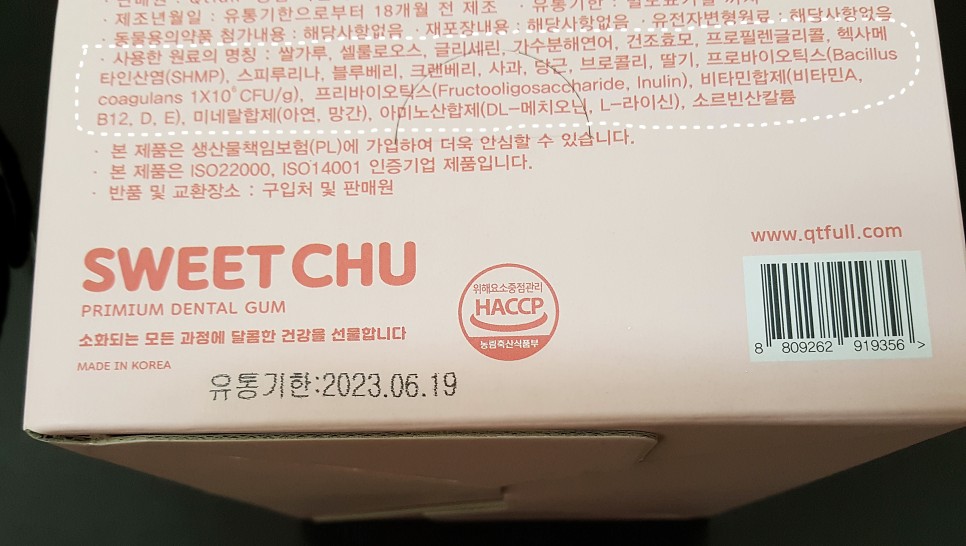 · 제조년월일 : 유통기한으로부터 18개월 전 제조 · 유통기한 :
· 동물용의약품 첨가내용 : 해당사항없음 · 재포장내용 : 해당사항없음 · 유전자변형원료 : 해당사항없음
· 사용한 원료의 명칭 : 쌀가루, 셀룰로오스, 글리세린, 가수분해연어, 건조효모, 프로필렌글리콜, 헥사메
타인산염(SHMP), 스피루리나, 블루베리, 크랜베리, 사과, 당근, 브로콜리, 딸기, 프로바이오틱스(Bacillus
coagulans 1X10⁶CFU/g), 프리바이오틱스(Fructooligosaccharide, Inulin), 비타민합제(비타민A,
B12, D, E), 미네랄합제(아연, 망간), 아미노산합제(DL-메치오닌, L-라이신), 소르빈산칼륨
· 본 제품은 생산물책임보험(PL)에 가입하여 더욱 안심할 수 있습니다.
· 본 제품은 ISO22000, ISO14001 인증기업 제품입니다.
· 반품 및 교환장소 : 구입처 및 판매원
www.qtfull.com
SWEET CHU
PRIMIUM DENTAL GUM
소화되는 모든 과정에 달콤한 건강을 선물합니다
MADE IN KOREA
위해요소중점관리
HACCP
농림축산식품부
8 809262 919356 >
유통기한:2023.06.19